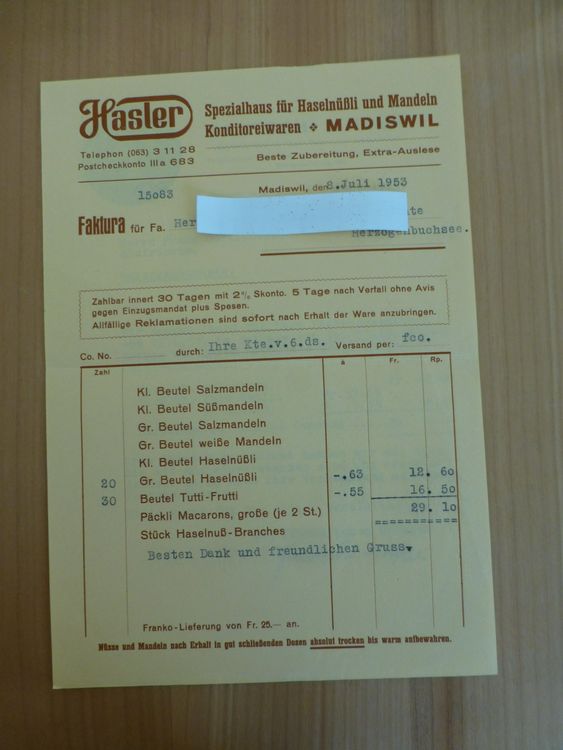 Hasler
Spezialhaus für Haselnüßli und Mandeln
Konditoreiwaren ❖ MADISWIL
Telephon (063) 3 11 28
Postcheckkonto IIIa 683
Beste Zubereitung, Extra-Auslese
15083
Madiswil, den 8. Juli 1953
Faktura für Fa. Her
te
Herzogenbuchsee.
Zahlbar innert 30 Tagen mit 2% Skonto. 5 Tage nach Verfall ohne Avis
gegen Einzugsmandat plus Spesen.
Allfällige Reklamationen sind sofort nach Erhalt der Ware anzubringen.
Co. No. durch: Ihre Kte.v.6.ds. Versand per: fco.
Zahl à Fr. Rp.
Kl. Beutel Salzmandeln
Kl. Beutel Süßmandeln
Gr. Beutel Salzmandeln
Gr. Beutel weiße Mandeln
Kl. Beutel Haselnüßli
20 Gr. Beutel Haselnüßli -.63 12. 60
30 Beutel Tutti-Frutti -.55 16. 50
Päckli Macarons, große (je 2 St.) 29. 10
Stück Haselnuß-Branches ==========
Besten Dank und freundlichen Gruss.
Franko-Lieferung von Fr. 25.— an.
Nüsse und Mandeln nach Erhalt in gut schließenden Dosen absolut trocken bis warm aufbewahren.